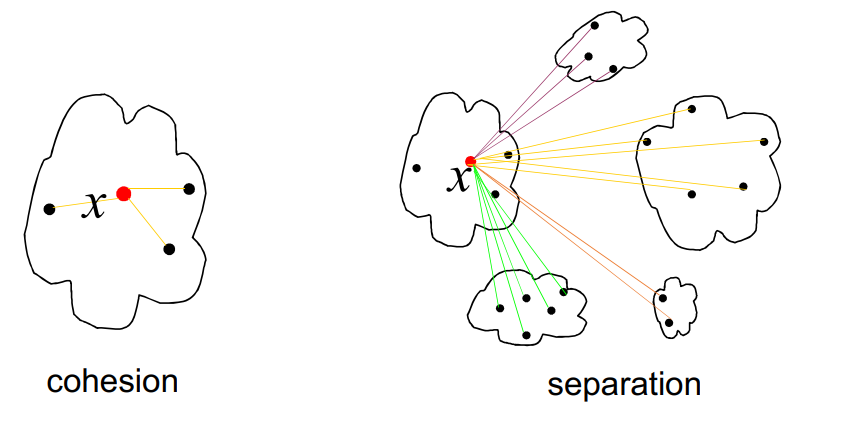 x
x
cohesion
separation